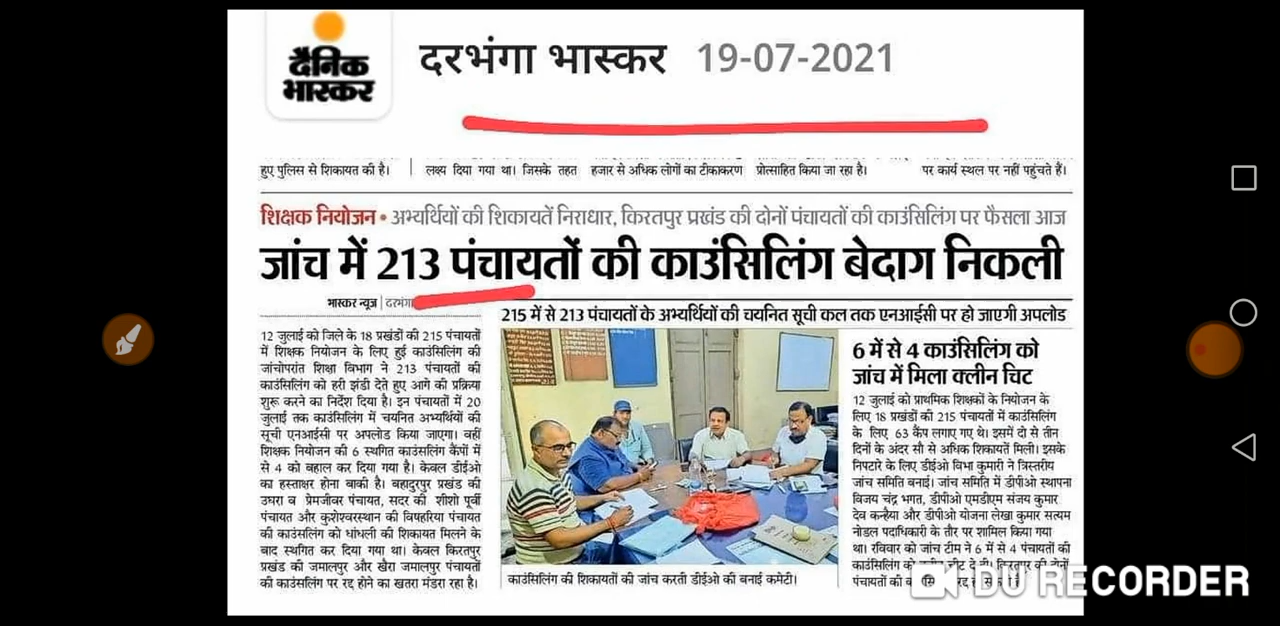 दैनिक
भास्कर
दरभंगा भास्कर 19-07-2021
हुए पुलिस से शिकायत की है।
लक्ष्य दिया गया था। जिसके तहत
हजार से अधिक लोगों का टीकाकरण
प्रोत्साहित किया जा रहा है।
पर कार्य स्थल पर नहीं पहुंचते हैं।
शिक्षक नियोजन • अभ्यर्थियों की शिकायतें निराधार, किरतपुर प्रखंड की दोनों पंचायतों की काउंसिलिंग पर फैसला आज
जांच में 213 पंचायतों की काउंसिलिंग बेदाग निकली
भास्कर न्यूज | दरभंगा
12 जुलाई को जिले के 18 प्रखंडों की 215 पंचायतों
में शिक्षक नियोजन के लिए हुई काउंसिलिंग की
जांचोपरांत शिक्षा विभाग ने 213 पंचायतों की
काउंसिलिंग को हरी झंडी देते हुए आगे की प्रक्रिया
शुरू करने का निर्देश दिया है। इन पंचायतों में 20
जुलाई तक काउंसिलिंग में चयनित अभ्यर्थियों की
सूची एनआईसी पर अपलोड किया जाएगा। वहीं
शिक्षक नियोजन की 6 स्थगित काउंसलिंग कैंपों में
से 4 को बहाल कर दिया गया है। केवल डीईओ
का हस्ताक्षर होना बाकी है। बहादुरपुर प्रखंड की
उघरा व प्रेमजीवर पंचायत, सदर की शीशो पूर्वी
पंचायत और कुशेश्वरस्थान की विषहरिया पंचायत
की काउंसलिंग को धांधली की शिकायत मिलने के
बाद स्थगित कर दिया गया था। केवल किरतपुर
प्रखंड की जमालपुर और खैरा जमालपुर पंचायतों
की काउंसलिंग पर रद्द होने का खतरा मंडरा रहा है।
215 में से 213 पंचायतों के अभ्यर्थियों की चयनित सूची कल तक एनआईसी पर हो जाएगी अपलोड
काउंसिलिंग की शिकायतों की जांच करती डीईओ की बनाई कमेटी।
6 में से 4 काउंसिलिंग को
जांच में मिला क्लीन चिट
12 जुलाई को प्राथमिक शिक्षकों के नियोजन के
लिए 18 प्रखंडों की 215 पंचायतों में काउंसिलिंग
के लिए 63 कैंप लगाए गए थे। इसमें दो से तीन
दिनों के अंदर सौ से अधिक शिकायतें मिली। इसके
निपटारे के लिए डीईओ विभा कुमारी ने त्रिस्तरीय
जांच समिति बनाई। जांच समिति में डीपीओ स्थापना
विजय चंद्र भगत, डीपीओ एमडीएम संजय कुमार
देव कन्हैया और डीपीओ योजना लेखा कुमार सत्यम
नोडल पदाधिकारी के तौर पर शामिल किया गया
था। रविवार को जांच टीम ने 6 में से 4 पंचायतों की
काउंसिलिंग को
पंचायतों की
DU RECORDER